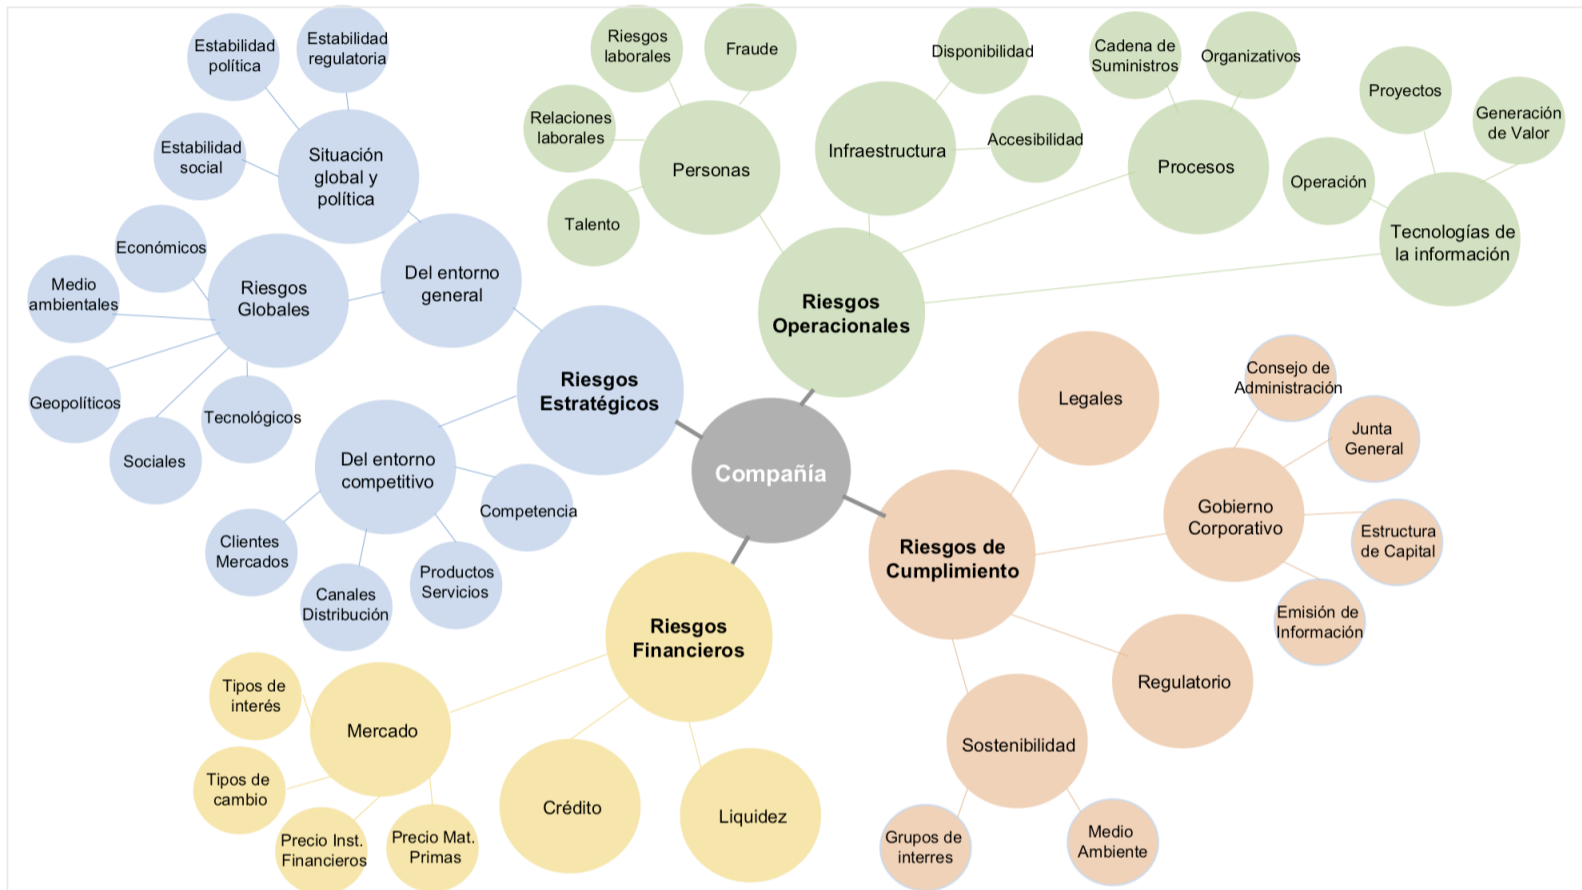 Estabilidad
política
Estabilidad
regulatoria
Estabilidad
social
Situación
global y
política
Económicos
Medio
ambientales
Geopolíticos
Sociales
Tecnológicos
Riesgos
Globales
Del entorno
general
Riesgos
Estratégicos
Del entorno
competitivo
Competencia
Clientes
Mercados
Canales
Distribución
Productos
Servicios
Riesgos
laborales
Fraude
Relaciones
laborales
Talento
Personas
Disponibilidad
Accesibilidad
Infraestructura
Cadena de
Suministros
Organizativos
Procesos
Proyectos
Generación
de Valor
Operación
Tecnologías de
la información
Riesgos
Operacionales
Compañía
Legales
Consejo de
Administración
Junta
General
Estructura
de Capital
Emisión de
Información
Gobierno
Corporativo
Riesgos de
Cumplimiento
Regulatorio
Sostenibilidad
Grupos de
interres
Medio
Ambiente
Riesgos
Financieros
Mercado
Tipos de
interés
Tipos de
cambio
Precio Inst.
Financieros
Precio Mat.
Primas
Crédito
Liquidez